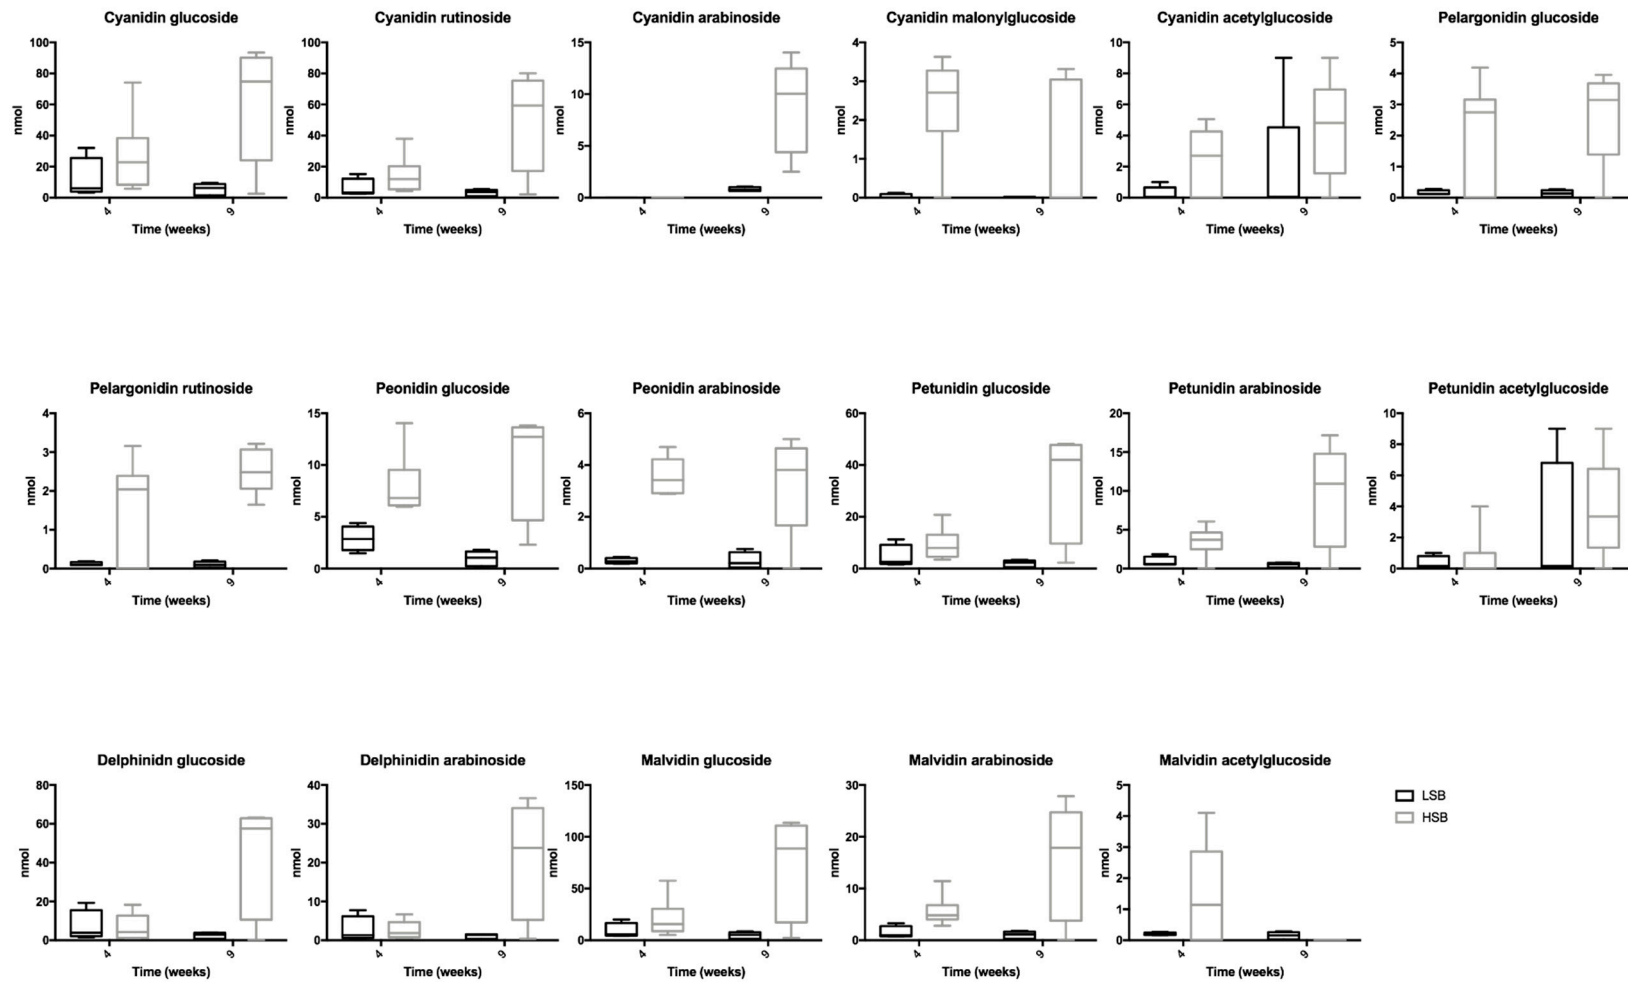 Cyanidin glucoside
100
80
60
40
20
0
nmol
4
9
Time (weeks)
Cyanidin rutinoside
100
80
60
40
20
0
nmol
4
9
Time (weeks)
Cyanidin arabinoside
15
10
5
0
nmol
4
9
Time (weeks)
Cyanidin malonylglucoside
4
3
2
1
0
nmol
4
9
Time (weeks)
Cyanidin acetylglucoside
10
8
6
4
2
0
nmol
4
9
Time (weeks)
Pelargonidin glucoside
5
4
3
2
1
0
nmol
4
9
Time (weeks)
Pelargonidin rutinoside
4
3
2
1
0
nmol
4
9
Time (weeks)
Peonidin glucoside
15
10
5
0
nmol
4
9
Time (weeks)
Peonidin arabinoside
6
4
2
0
nmol
4
9
Time (weeks)
Petunidin glucoside
60
40
20
0
nmol
4
9
Time (weeks)
Petunidin arabinoside
20
15
10
5
0
nmol
4
9
Time (weeks)
Petunidin acetylglucoside
10
8
6
4
2
0
nmol
4
9
Time (weeks)
Delphinidn glucoside
80
60
40
20
0
nmol
4
9
Time (weeks)
Delphinidin arabinoside
40
30
20
10
0
nmol
4
9
Time (weeks)
Malvidin glucoside
150
100
50
0
nmol
4
9
Time (weeks)
Malvidin arabinoside
30
20
10
0
nmol
4
9
Time (weeks)
Malvidin acetylglucoside
5
4
3
2
1
0
nmol
4
9
Time (weeks)
LSB
HSB